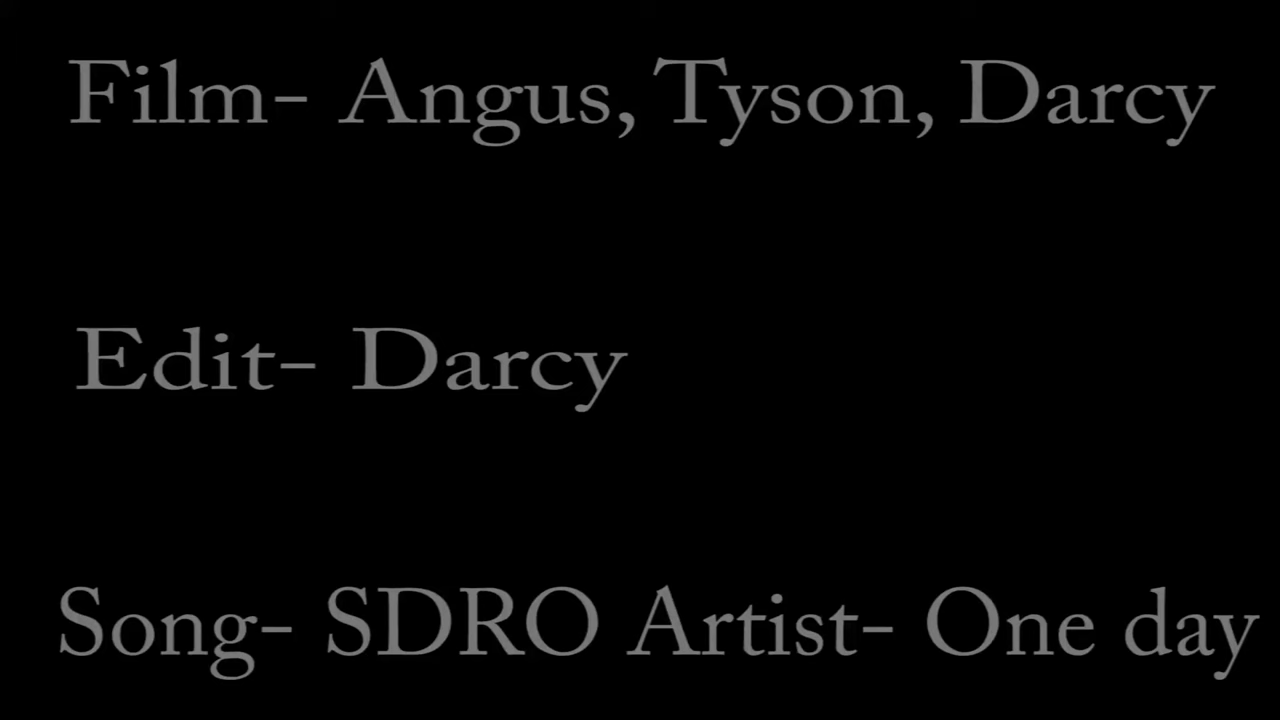 Film- Angus, Tyson, Darcy
Edit- Darcy
Song- SDRO Artist- One day